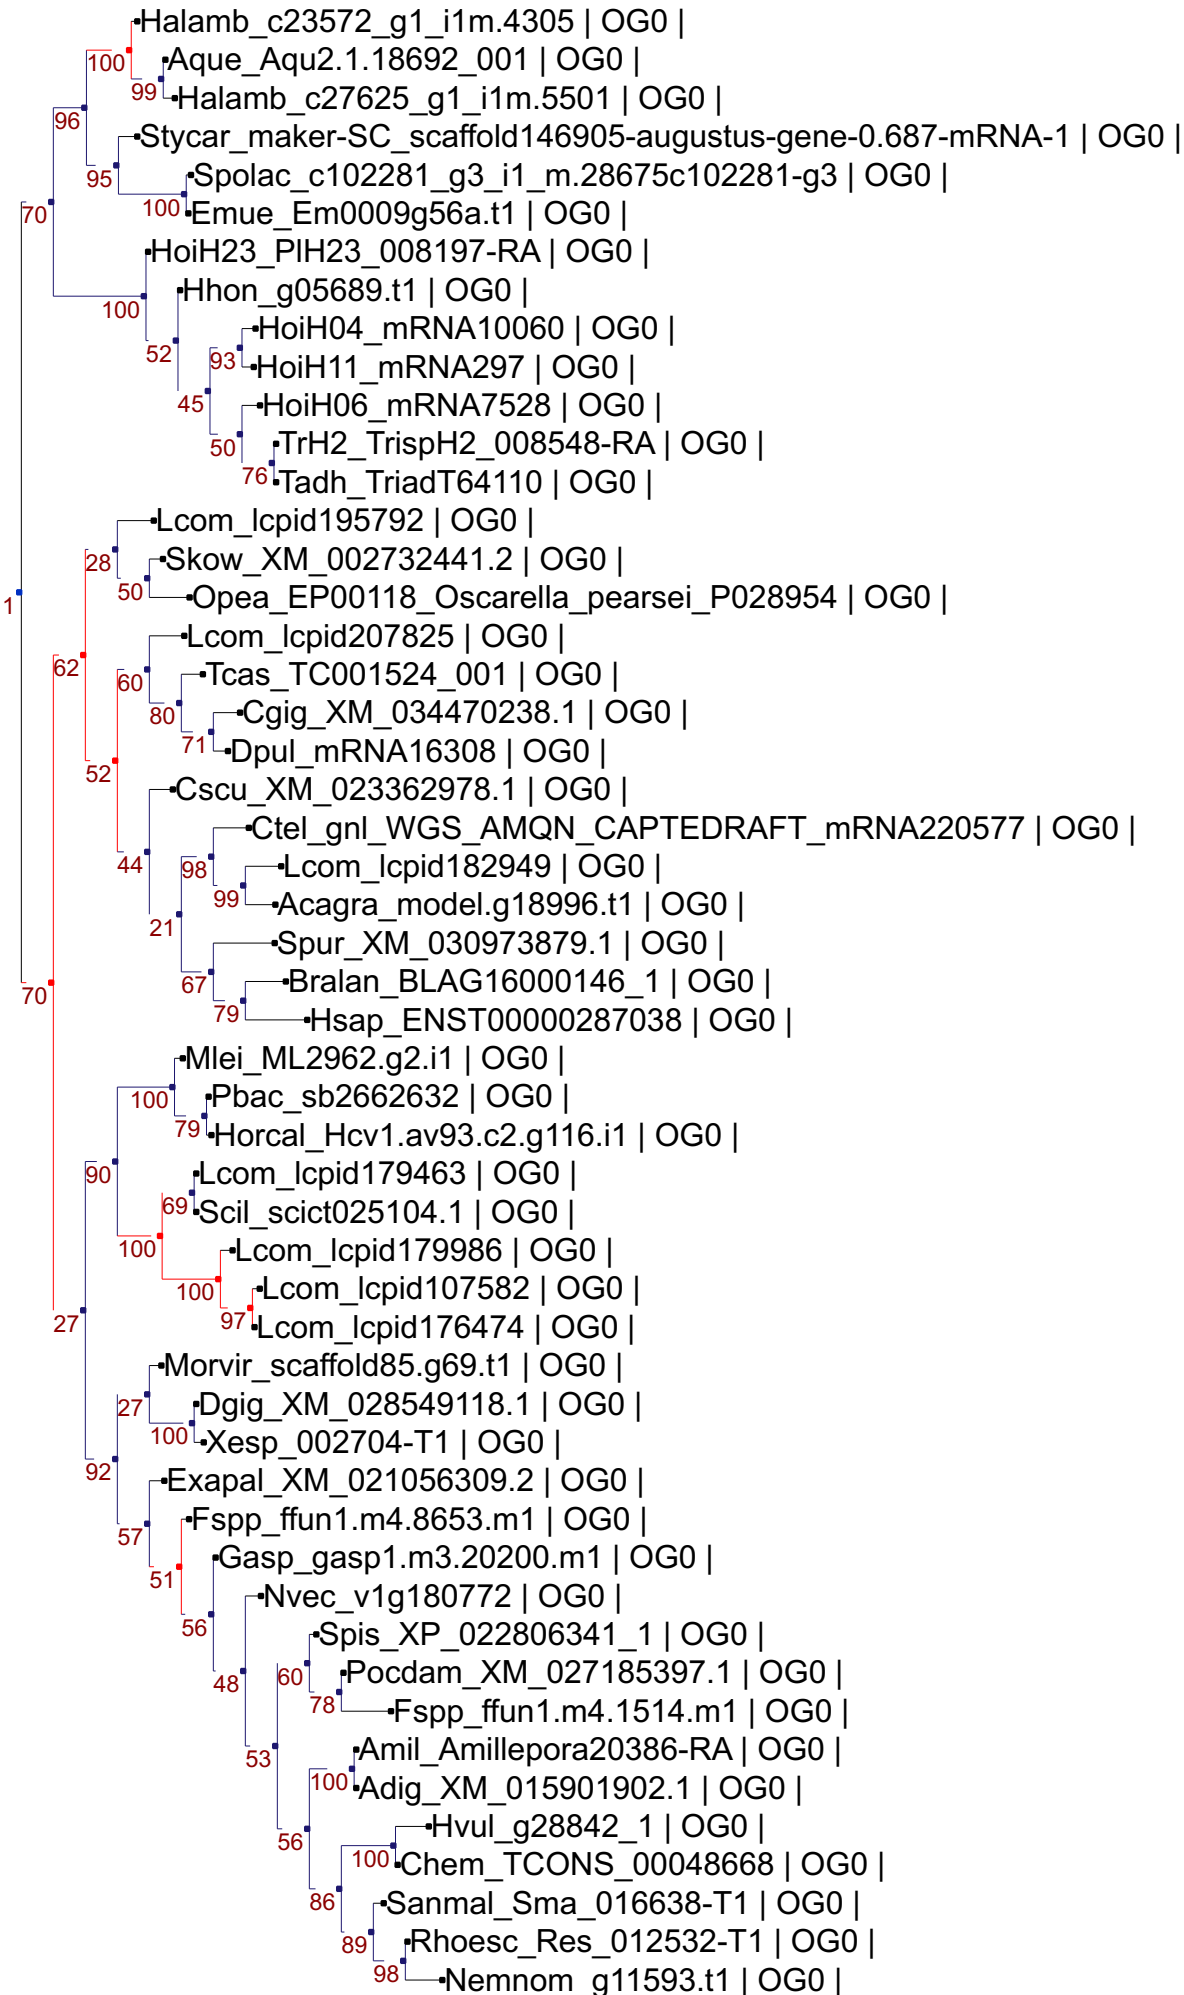 Halamb_c23572_g1_i1m.4305 | OG0 |
100
Aque_Aqu2.1.18692_001 | OG0 |
99
Halamb_c27625_g1_i1m.5501 | OG0 |
96
Stycar_maker-SC_scaffold146905-augustus-gene-0.687-mRNA-1 | OG0 |
95
Spolac_c102281_g3_i1_m.28675c102281-g3 | OG0 |
100
Emue_Em0009g56a.t1 | OG0 |
70
HoiH23_PlH23_008197-RA | OG0 |
100
Hhon_g05689.t1 | OG0 |
52
HoiH04_mRNA10060 | OG0 |
93
HoiH11_mRNA297 | OG0 |
45
HoiH06_mRNA7528 | OG0 |
50
TrH2_TrispH2_008548-RA | OG0 |
76
Tadh_TriadT64110 | OG0 |
Lcom_lcpid195792 | OG0 |
28
Skow_XM_002732441.2 | OG0 |
50
Opea_EP00118_Oscarella_pearsei_P028954 | OG0 |
1
Lcom_lcpid207825 | OG0 |
62
60
Tcas_TC001524_001 | OG0 |
80
Cgig_XM_034470238.1 | OG0 |
71
Dpul_mRNA16308 | OG0 |
52
Cscu_XM_023362978.1 | OG0 |
44
Ctel_gnl_WGS_AMQN_CAPTEDRAFT_mRNA220577 | OG0 |
98
Lcom_lcpid182949 | OG0 |
99
Acagra_model.g18996.t1 | OG0 |
21
Spur_XM_030973879.1 | OG0 |
67
Bralan_BLAG16000146_1 | OG0 |
70
79
Hsap_ENST00000287038 | OG0 |
Mlei_ML2962.g2.i1 | OG0 |
100
Pbac_sb2662632 | OG0 |
79
Horcal_Hcv1.av93.c2.g116.i1 | OG0 |
90
Lcom_lcpid179463 | OG0 |
69
Scil_scict025104.1 | OG0 |
100
Lcom_lcpid179986 | OG0 |
100
Lcom_lcpid107582 | OG0 |
97
Lcom_lcpid176474 | OG0 |
27
Morvir_scaffold85.g69.t1 | OG0 |
27
Dgig_XM_028549118.1 | OG0 |
100
Xesp_002704-T1 | OG0 |
92
Exapal_XM_021056309.2 | OG0 |
57
Fspp_ffun1.m4.8653.m1 | OG0 |
51
Gasp_gasp1.m3.20200.m1 | OG0 |
56
Nvec_v1g180772 | OG0 |
48
Spis_XP_022806341_1 | OG0 |
60
Pocdam_XM_027185397.1 | OG0 |
78
Fspp_ffun1.m4.1514.m1 | OG0 |
53
Amil_Amillepora20386-RA | OG0 |
100
Adig_XM_015901902.1 | OG0 |
56
Hvul_g28842_1 | OG0 |
100
Chem_TCONS_00048668 | OG0 |
86
Sanmal_Sma_016638-T1 | OG0 |
89
Rhoesc_Res_012532-T1 | OG0 |
98
Nemnom_g11593.t1 | OG0 |